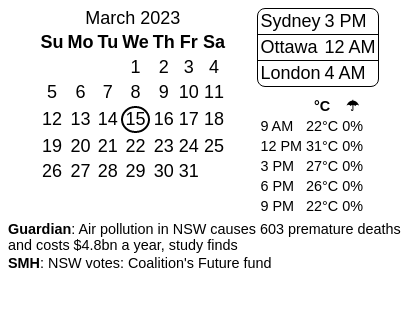 March 2023
Su Mo Tu We Th Fr Sa
1 2 3 4
5 6 7 8 9 10 11
12 13 14 15 16 17 18
19 20 21 22 23 24 25
26 27 28 29 30 31
Sydney 3 PM
Ottawa 12 AM
London 4 AM
°C ☂
9 AM 22°C 0%
12 PM 31°C 0%
3 PM 27°C 0%
6 PM 26°C 0%
9 PM 22°C 0%
Guardian: Air pollution in NSW causes 603 premature deaths
and costs $4.8bn a year, study finds
SMH: NSW votes: Coalition's Future fund